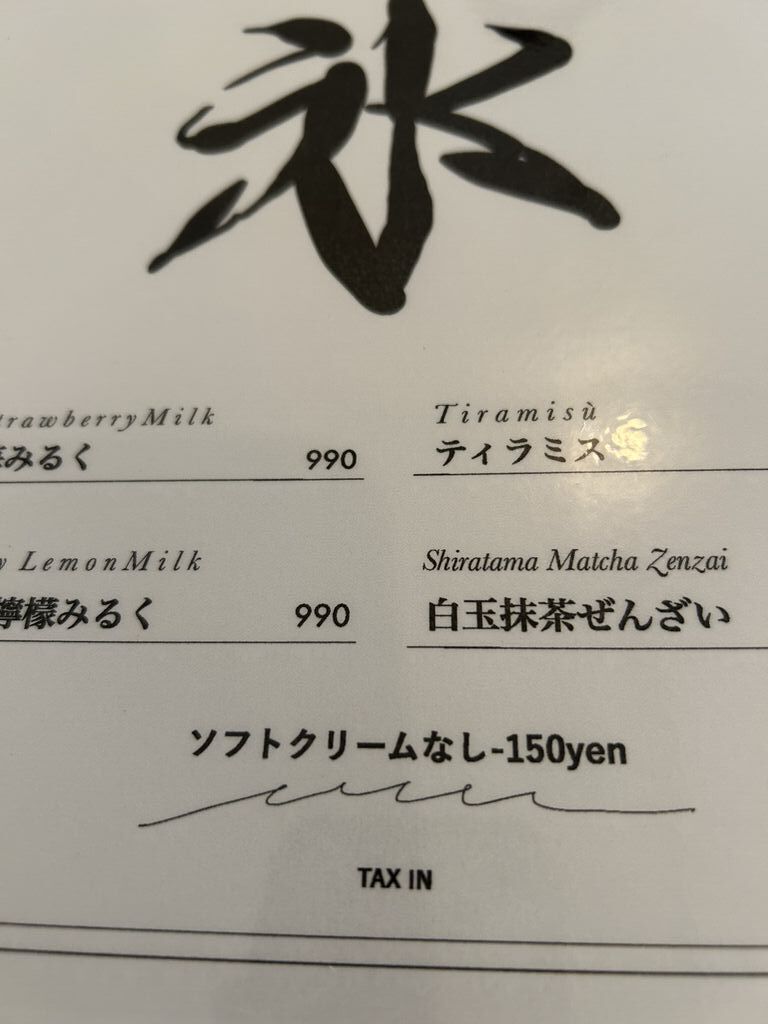 氷
StrawberryMilk
みるく 990
LemonMilk
檸檬みるく 990
Tiramisù
ティラミス
Shiratama Matcha Zenzai
白玉抹茶ぜんざい
ソフトクリームなし-150yen
TAX IN